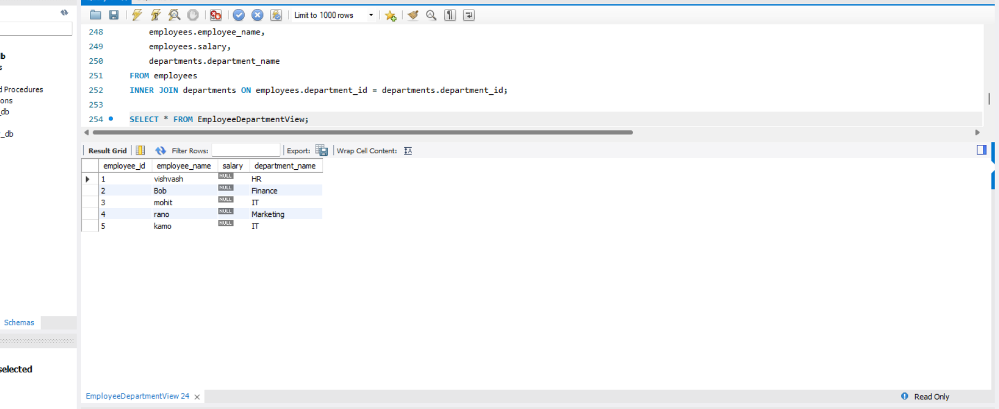 Limit to 1000 rows
248 employees.employee_name,
249 employees.salary,
250 departments.department_name
251 FROM employees
252 INNER JOIN departments ON employees.department_id = departments.department_id;
253
254 SELECT * FROM EmployeeDepartmentView;
d Procedures
ons
_db
_db
Result Grid Filter Rows: Export: Wrap Cell Content:
employee_id employee_name salary department_name
1 vishvash NULL HR
2 Bob NULL Finance
3 mohit NULL IT
4 rano NULL Marketing
5 kamo NULL IT
Schemas
selected
EmployeeDepartmentView 24
Read Only